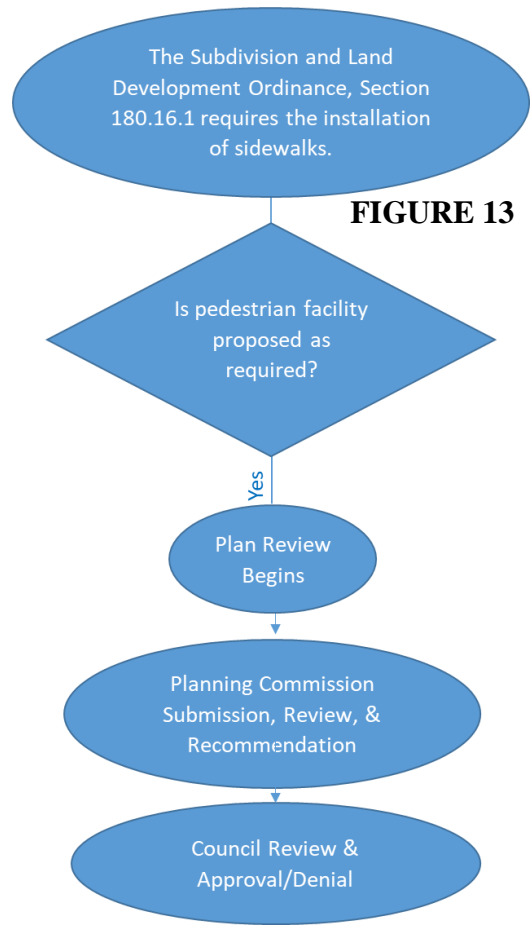 The Subdivision and Land
Development Ordinance, Section
180.16.1 requires the installation
of sidewalks.
FIGURE 13
Is pedestrian facility
proposed as
required?
Yes
Plan Review
Begins
Planning Commission
Submission, Review, &
Recommendation
Council Review &
Approval/Denial